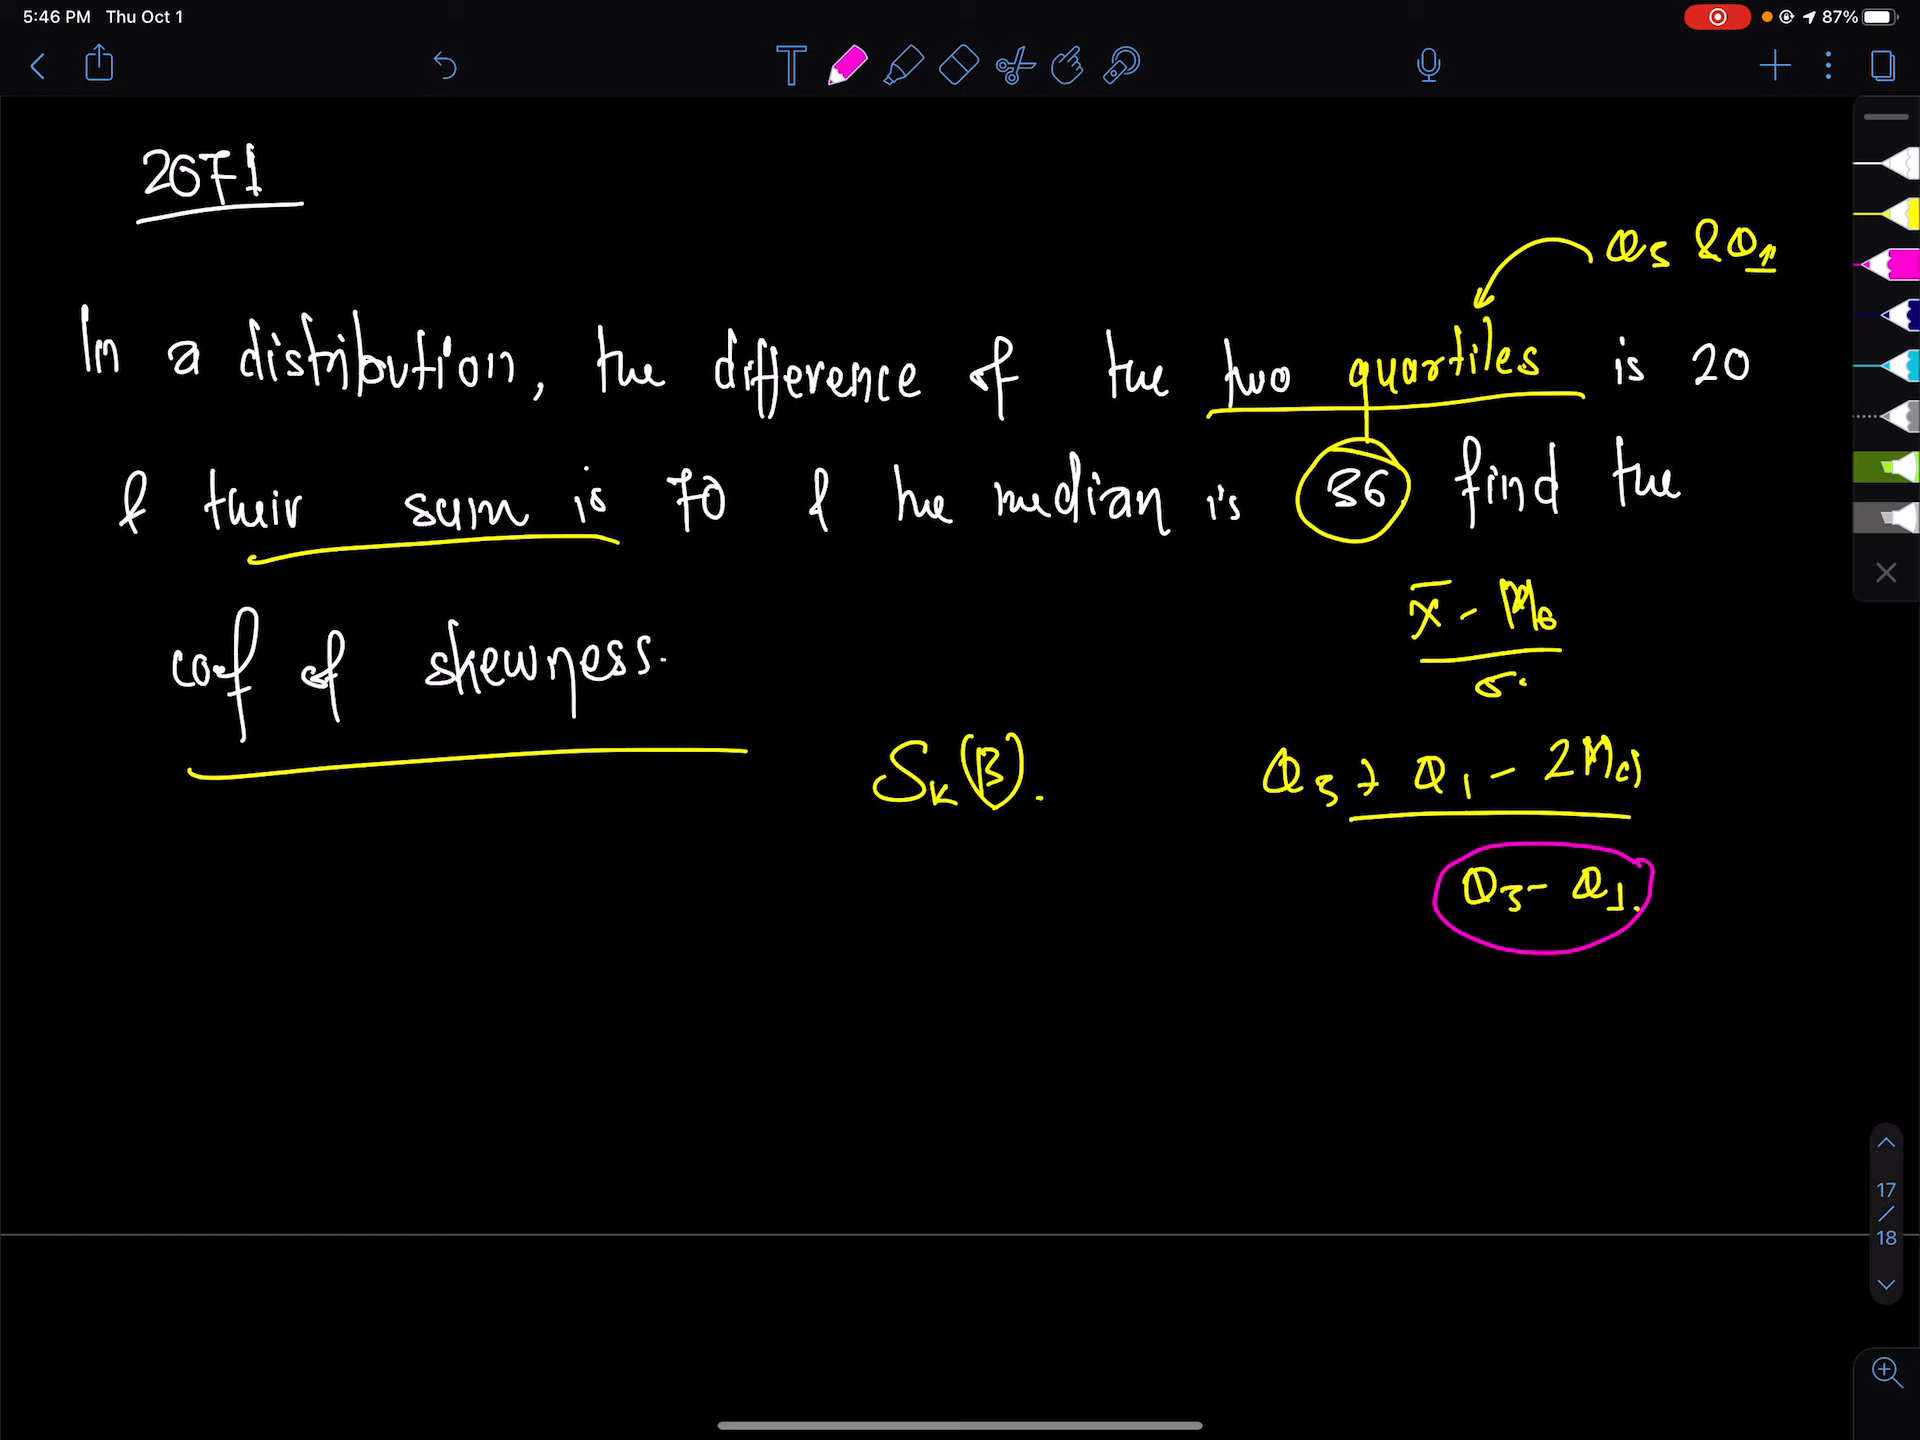 5:46 PM Thu Oct 1
87%
2071
Q3 & Q1
In a distribution, the difference of the two quartiles is 20
& their sum is 70 & the median is 36 find the
coef of skewness.
x̄ - Mo
σ
Sk(B).
Q3 + Q1 - 2Md
Q3 - Q1.
17
/
18